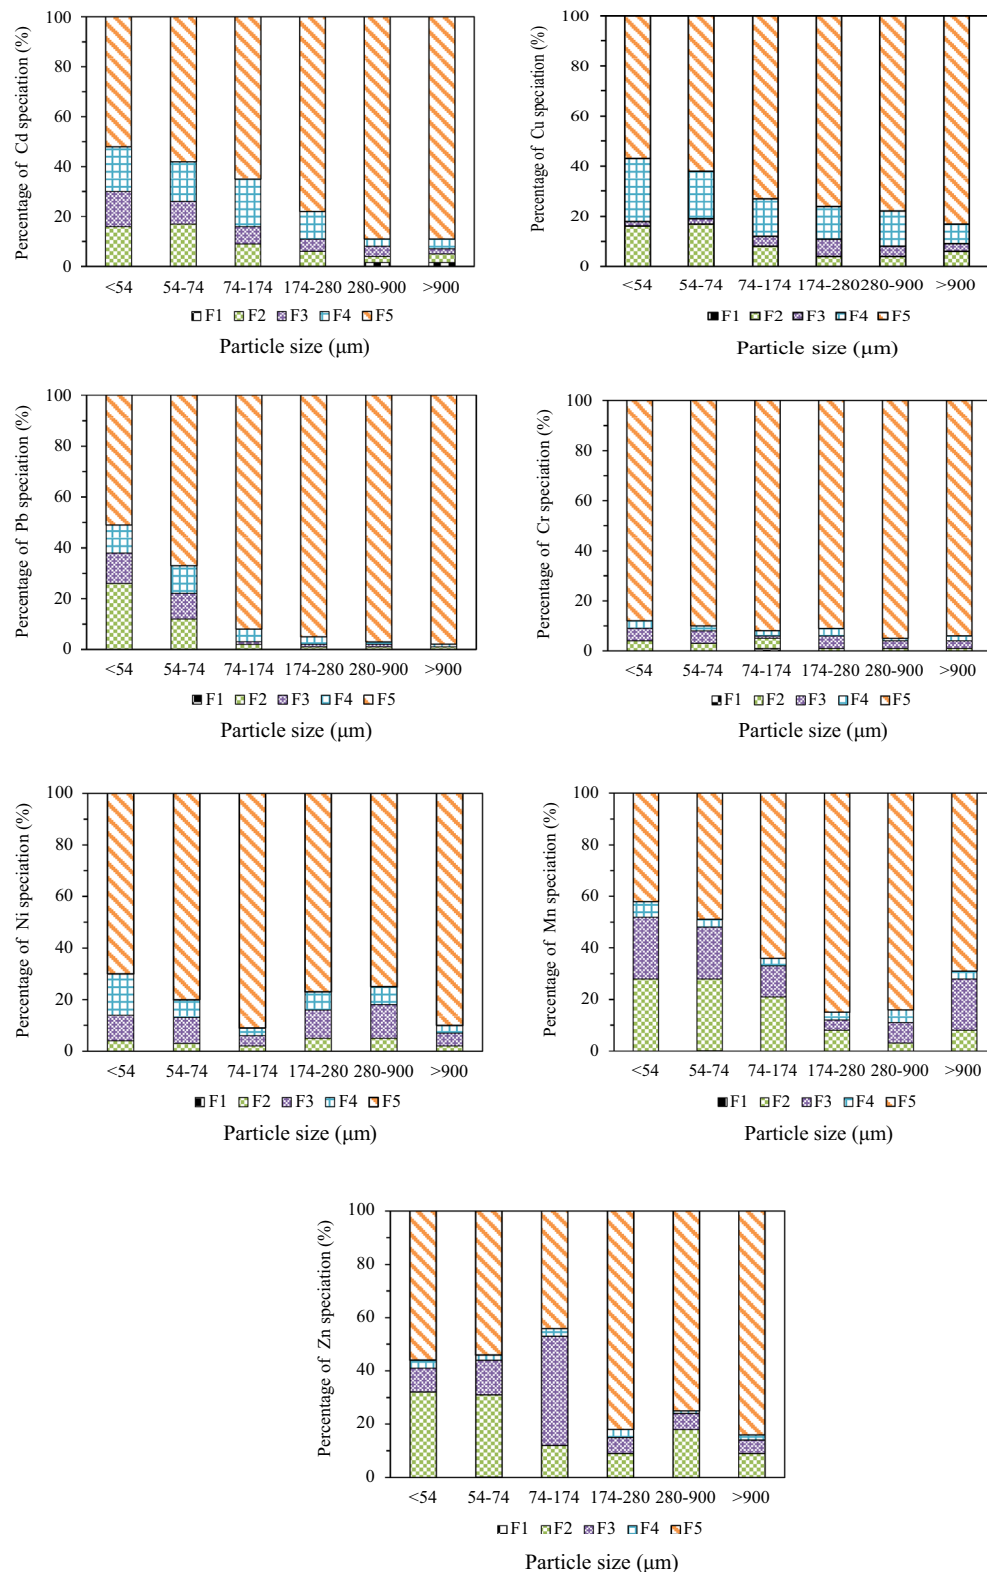 Percentage of Cd speciation (%)
100
80
60
40
20
0
<54 54-74 74-174 174-280 280-900 >900
F1 F2 F3 F4 F5
Particle size (μm)
Percentage of Cu speciation (%)
100
80
60
40
20
0
<54 54-74 74-174 174-280 280-900 >900
F1 F2 F3 F4 F5
Particle size (μm)
Percentage of Pb speciation (%)
100
80
60
40
20
0
<54 54-74 74-174 174-280 280-900 >900
F1 F2 F3 F4 F5
Particle size (μm)
Percentage of Cr speciation (%)
100
80
60
40
20
0
<54 54-74 74-174 174-280 280-900 >900
F1 F2 F3 F4 F5
Particle size (μm)
Percentage of Ni speciation (%)
100
80
60
40
20
0
<54 54-74 74-174 174-280 280-900 >900
F1 F2 F3 F4 F5
Particle size (μm)
Percentage of Mn speciation (%)
100
80
60
40
20
0
<54 54-74 74-174 174-280 280-900 >900
F1 F2 F3 F4 F5
Particle size (μm)
Percentage of Zn speciation (%)
100
80
60
40
20
0
<54 54-74 74-174 174-280 280-900 >900
F1 F2 F3 F4 F5
Particle size (μm)